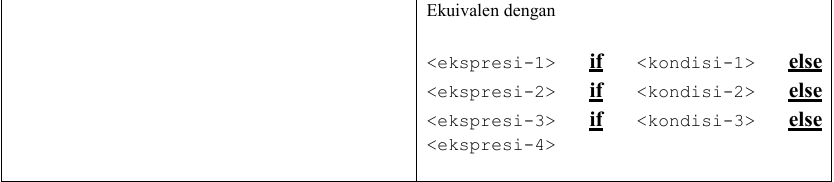 Ekuivalen dengan
<ekspresi-1> if <kondisi-1> else
<ekspresi-2> if <kondisi-2> else
<ekspresi-3> if <kondisi-3> else
<ekspresi-4>